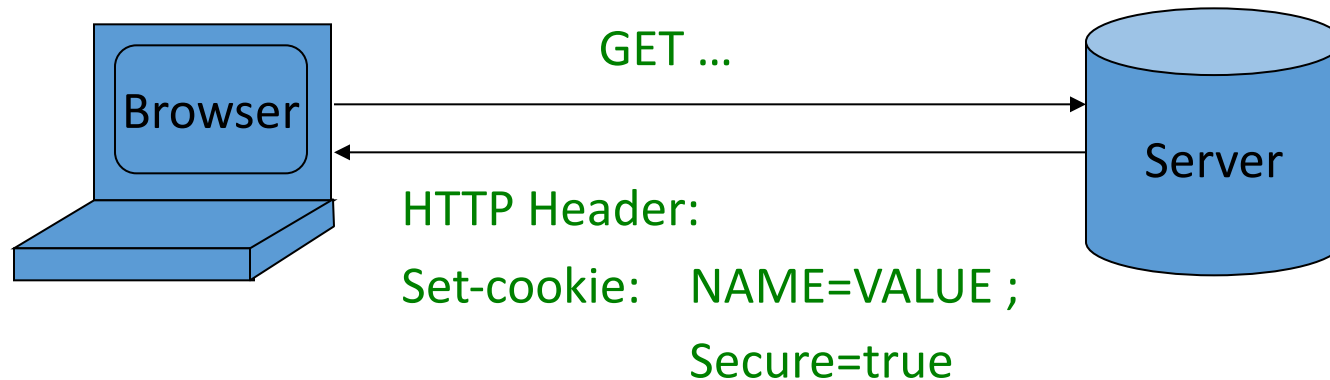 GET …
Browser
Server
HTTP Header:
Set-cookie: NAME=VALUE ;
Secure=true